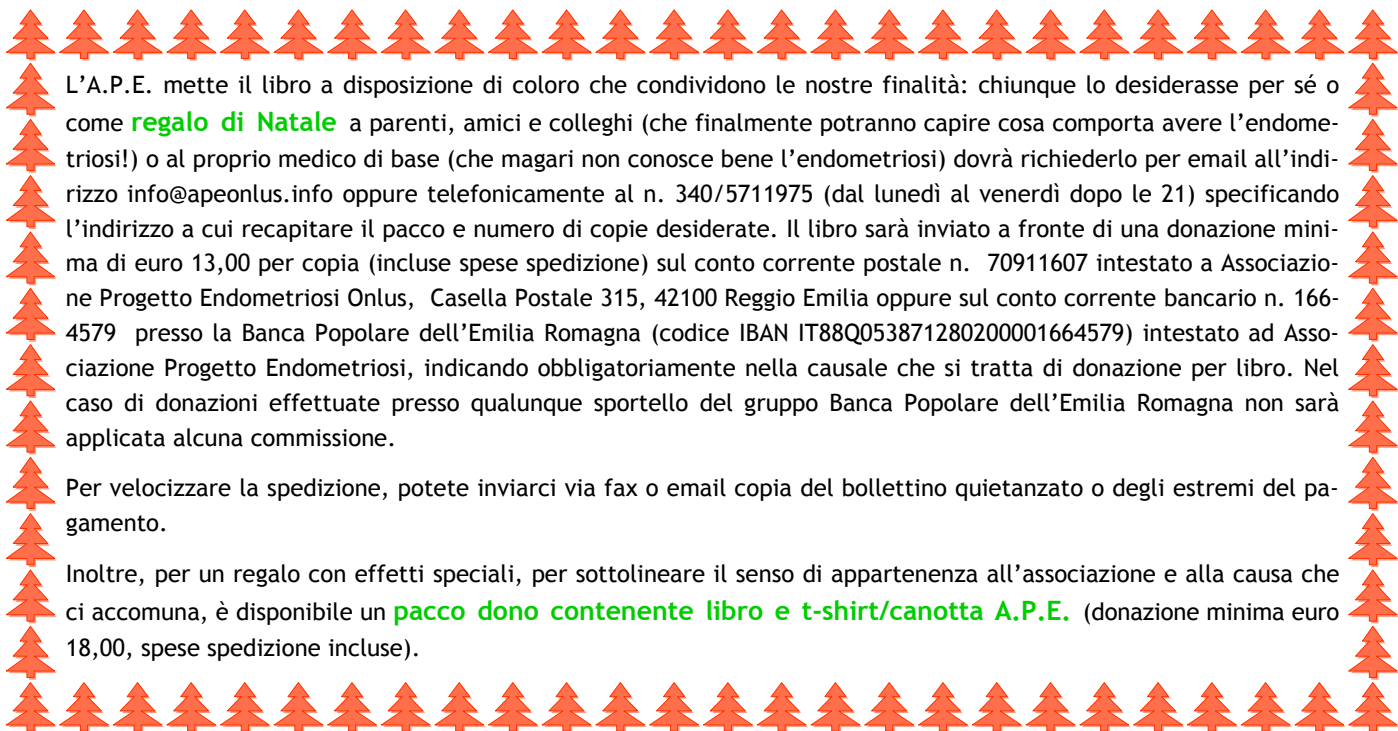 L’A.P.E. mette il libro a disposizione di coloro che condividono le nostre finalità: chiunque lo desiderasse per sé o
come regalo di Natale a parenti, amici e colleghi (che finalmente potranno capire cosa comporta avere l’endome-
triosi!) o al proprio medico di base (che magari non conosce bene l’endometriosi) dovrà richiederlo per email all’indi-
rizzo info@apeonlus.info oppure telefonicamente al n. 340/5711975 (dal lunedì al venerdì dopo le 21) specificando
l’indirizzo a cui recapitare il pacco e numero di copie desiderate. Il libro sarà inviato a fronte di una donazione mini-
ma di euro 13,00 per copia (incluse spese spedizione) sul conto corrente postale n. 70911607 intestato a Associazio-
ne Progetto Endometriosi Onlus, Casella Postale 315, 42100 Reggio Emilia oppure sul conto corrente bancario n. 166-
4579 presso la Banca Popolare dell’Emilia Romagna (codice IBAN IT88Q053871280200001664579) intestato ad Asso-
ciazione Progetto Endometriosi, indicando obbligatoriamente nella causale che si tratta di donazione per libro. Nel
caso di donazioni effettuate presso qualunque sportello del gruppo Banca Popolare dell’Emilia Romagna non sarà
applicata alcuna commissione.
Per velocizzare la spedizione, potete inviarci via fax o email copia del bollettino quietanzato o degli estremi del pa-
gamento.
Inoltre, per un regalo con effetti speciali, per sottolineare il senso di appartenenza all’associazione e alla causa che
ci accomuna, è disponibile un pacco dono contenente libro e t-shirt/canotta A.P.E. (donazione minima euro
18,00, spese spedizione incluse).